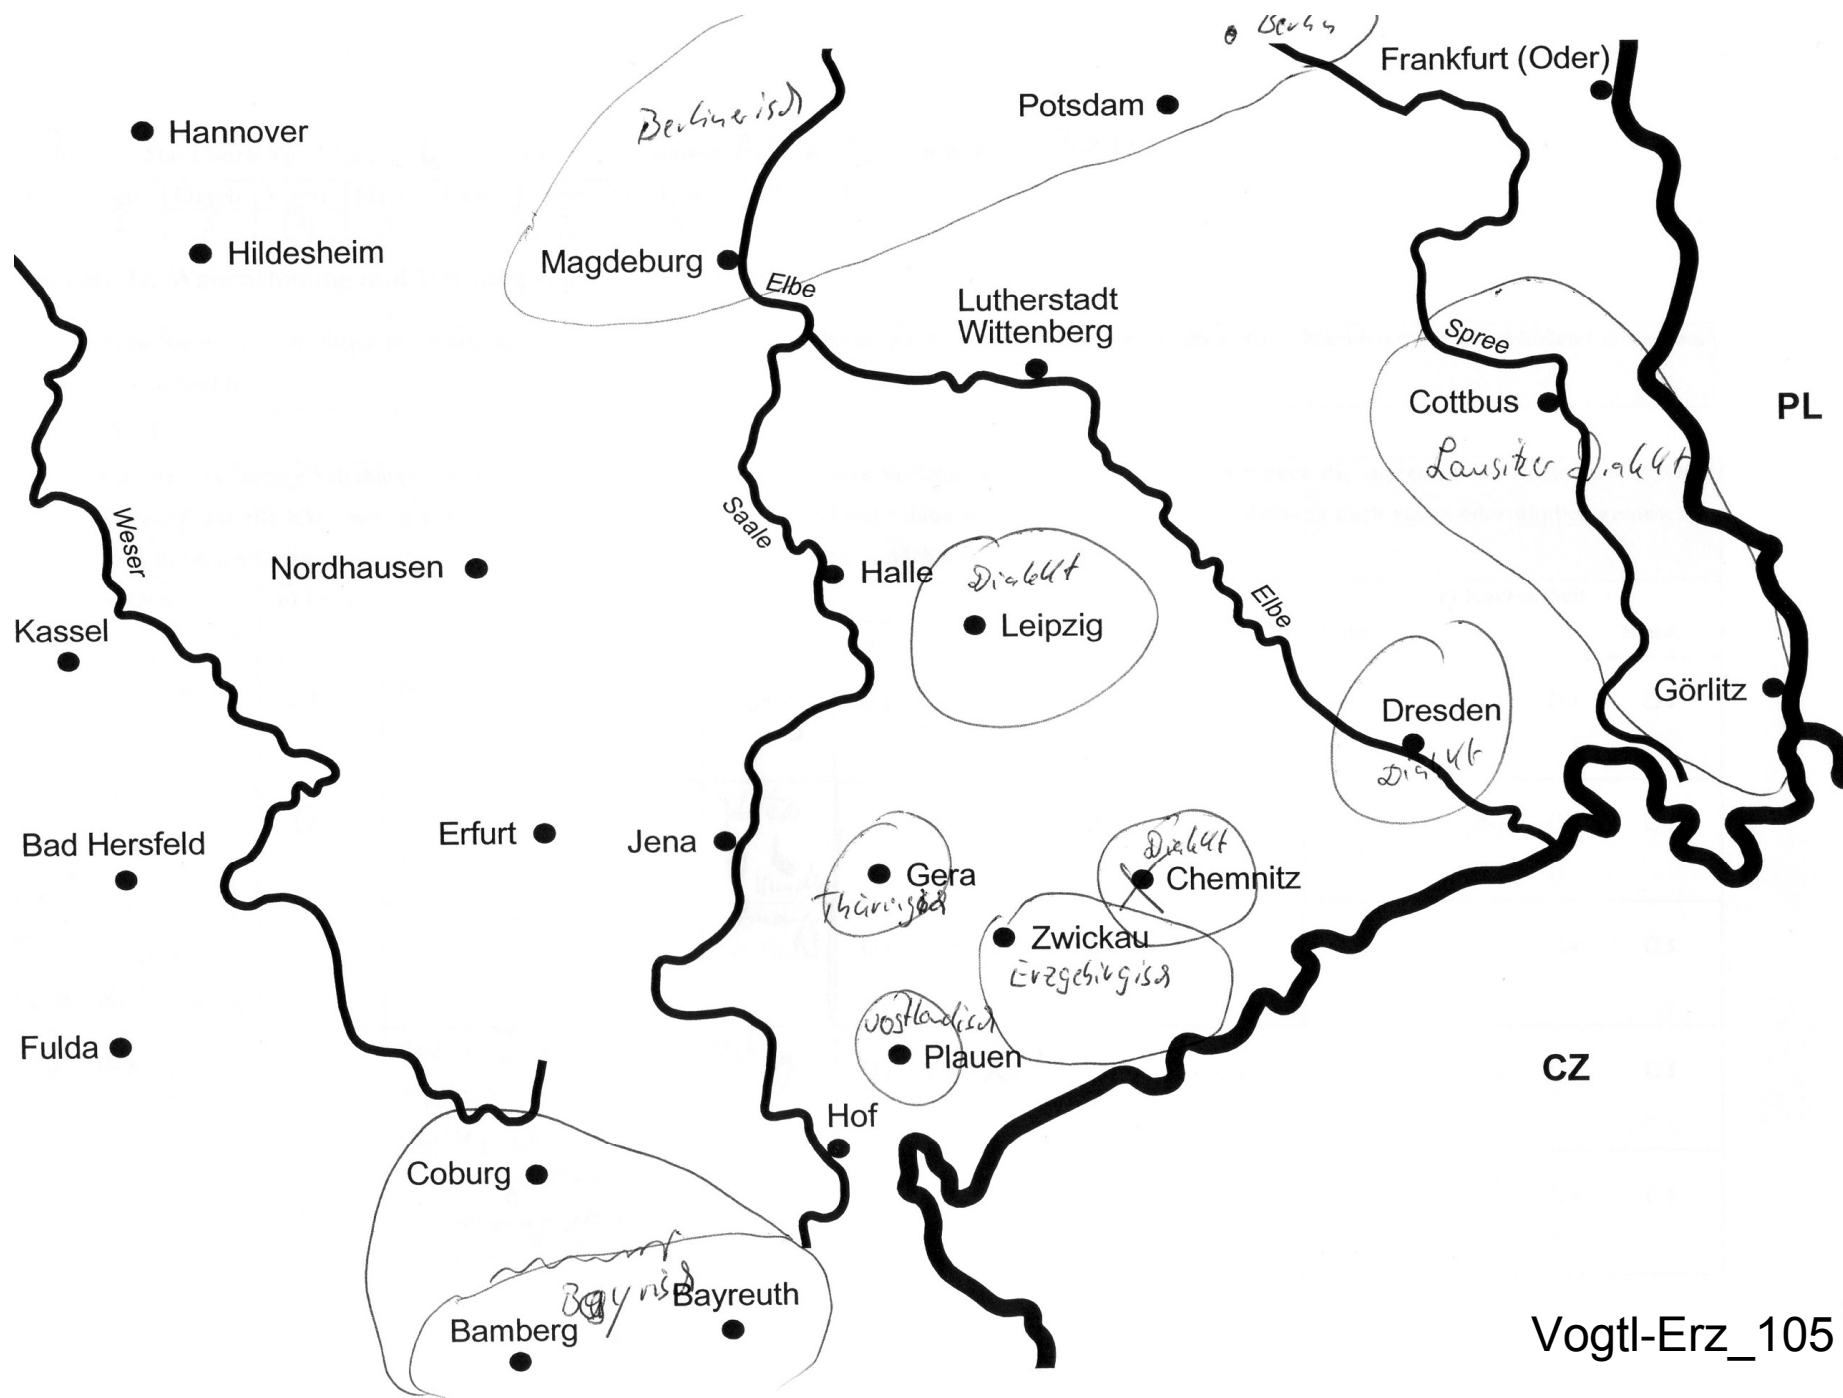 Berlin
Frankfurt (Oder)
Berlinerisch
Potsdam
Hannover
Hildesheim
Magdeburg
Elbe
Lutherstadt
Wittenberg
Spree
Cottbus
PL
Lausitzer Dialekt
Saale
Weser
Nordhausen
Halle
Dialekt
Leipzig
Elbe
Kassel
Görlitz
Dresden
Dialekt
Bad Hersfeld
Erfurt
Jena
Gera
Thüringisch
Dialekt
Chemnitz
Zwickau
Erzgebirgisch
Vogtländisch
Plauen
Fulda
CZ
Hof
Coburg
Bayrisch
Bayreuth
Bamberg
Vogtl-Erz_105